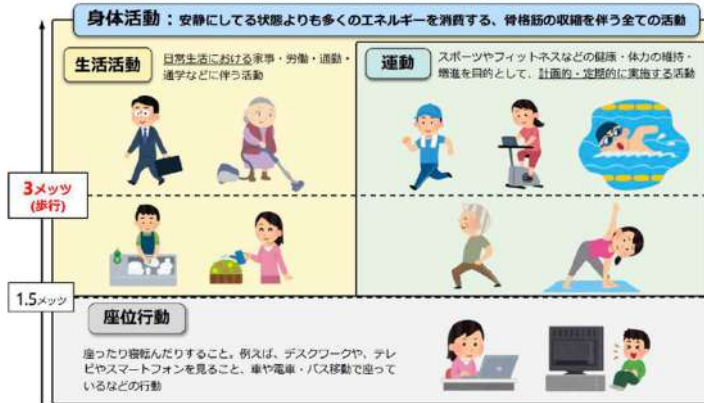 身体活動：安静にしてる状態よりも多くのエネルギーを消費する、骨格筋の収縮を伴う全ての活動
生活活動
日常生活における家事・労働・通勤・
通学などに伴う活動
運動
スポーツやフィットネスなどの健康・体力の維持・
増進を目的として、計画的・定期的に実施する活動
3メッツ
(歩行)
1.5メッツ
座位行動
座ったり寝転んだりすること。例えば、デスクワークや、テレ
ビやスマートフォンを見ること、車や電車・バス移動で座って
いるなどの行動